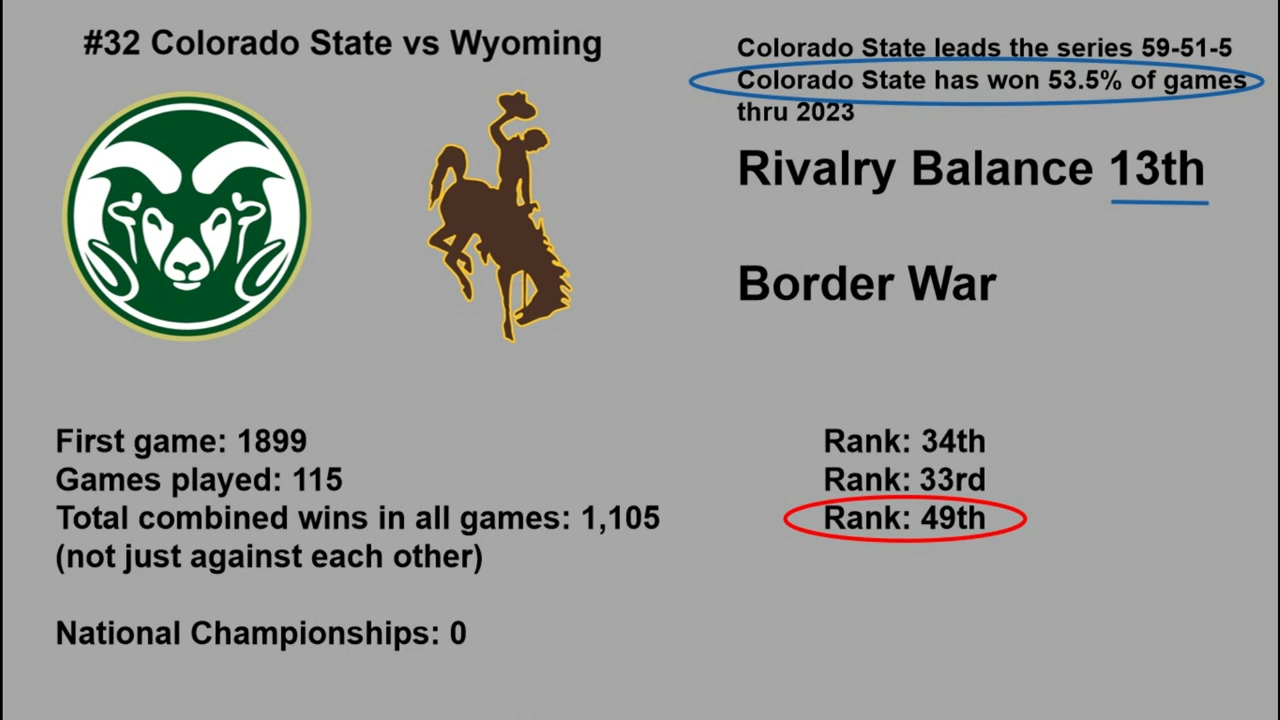 #32 Colorado State vs Wyoming
Colorado State leads the series 59-51-5
Colorado State has won 53.5% of games
thru 2023
Rivalry Balance 13th
Border War
First game: 1899
Rank: 34th
Games played: 115
Rank: 33rd
Total combined wins in all games: 1,105
Rank: 49th
(not just against each other)
National Championships: 0